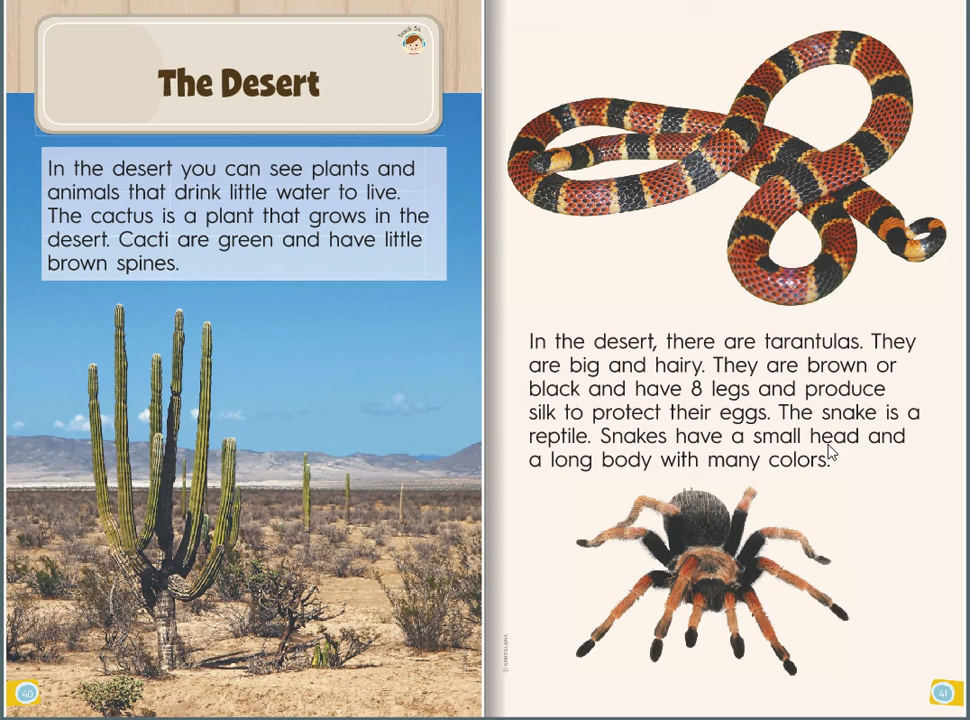 Track 84
The Desert
In the desert you can see plants and
animals that drink little water to live.
The cactus is a plant that grows in the
desert. Cacti are green and have little
brown spines.
40
In the desert, there are tarantulas. They
are big and hairy. They are brown or
black and have 8 legs and produce
silk to protect their eggs. The snake is a
reptile. Snakes have a small head and
a long body with many colors.
© SANTILLANA
41